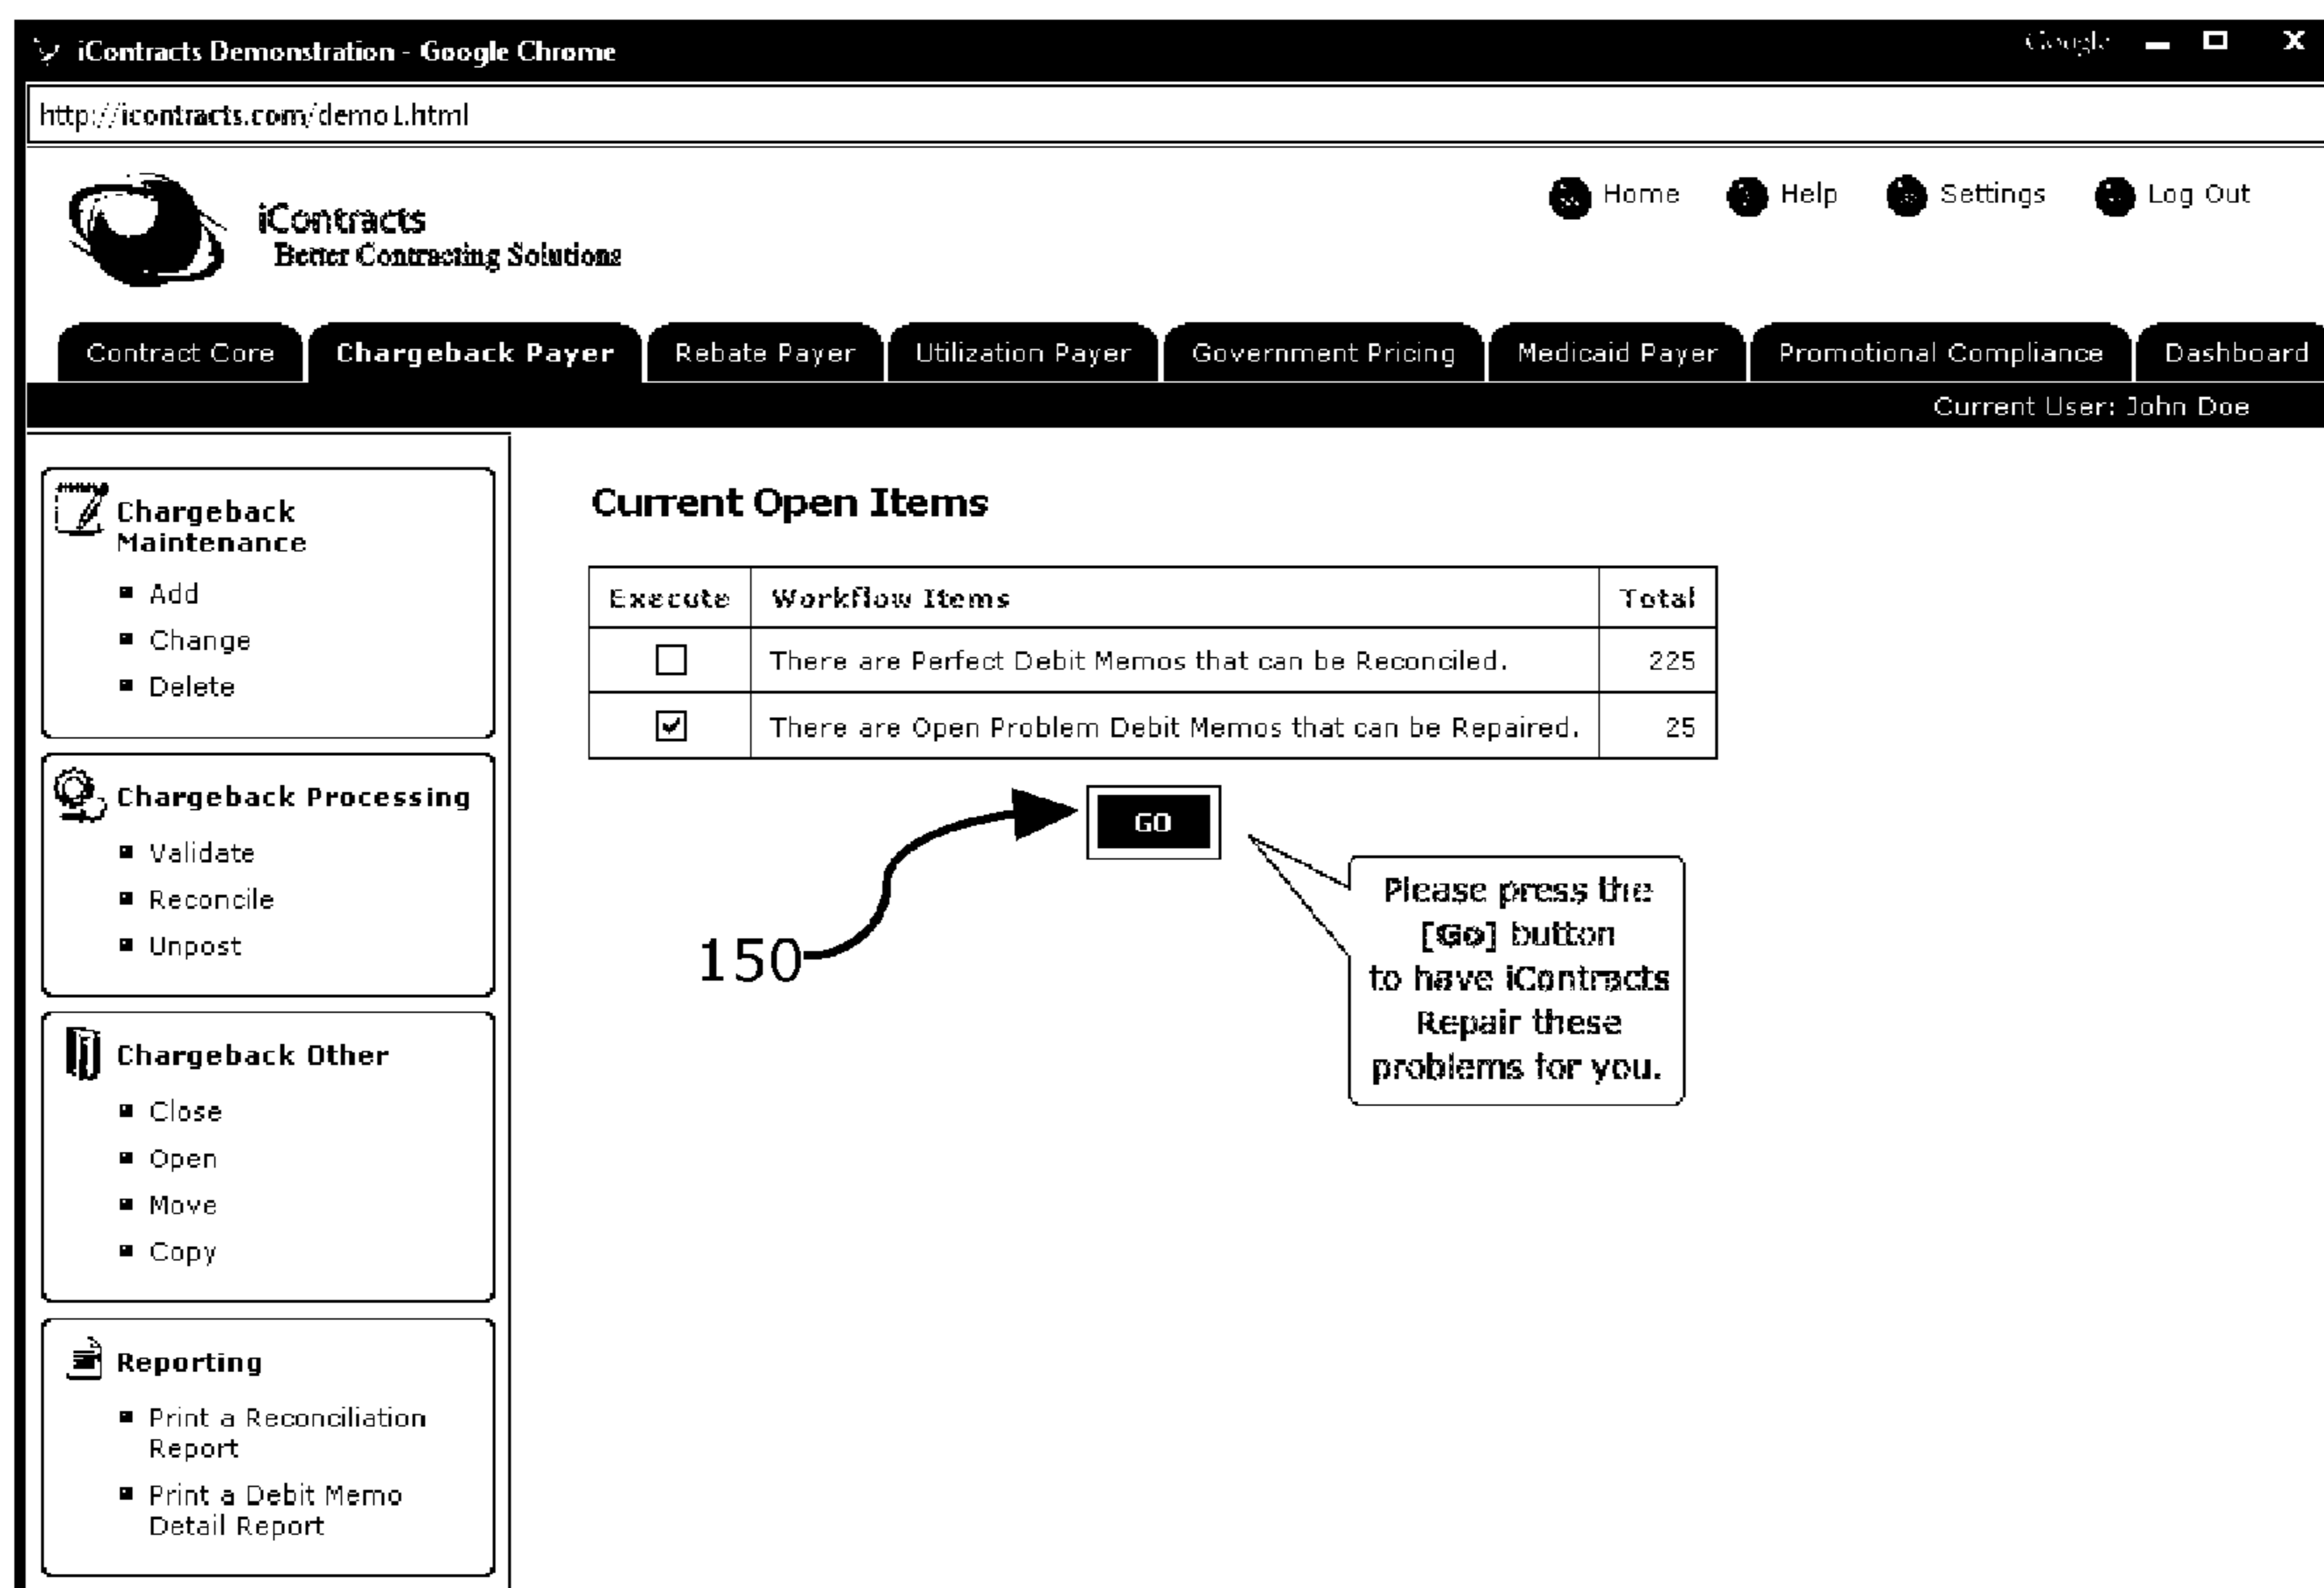 iContracts Demonstration - Google Chrome
Google
X
http://icontracts.com/demo1.html
iContracts
Better Contracting Solutions
Home Help Settings Log Out
Contract Core Chargeback Payer Rebate Payer Utilization Payer Government Pricing Medicaid Payer Promotional Compliance Dashboard
Current User: John Doe
Chargeback
Maintenance
Add
Change
Delete
Chargeback Processing
Validate
Reconcile
Unpost
Chargeback Other
Close
Open
Move
Copy
Reporting
Print a Reconciliation
Report
Print a Debit Memo
Detail Report
Current Open Items
Execute Workflow Items Total
There are Perfect Debit Memos that can be Reconciled. 225
There are Open Problem Debit Memos that can be Repaired. 25
GO
150
Please press the
[Go] button
to have iContracts
Repair these
problems for you.